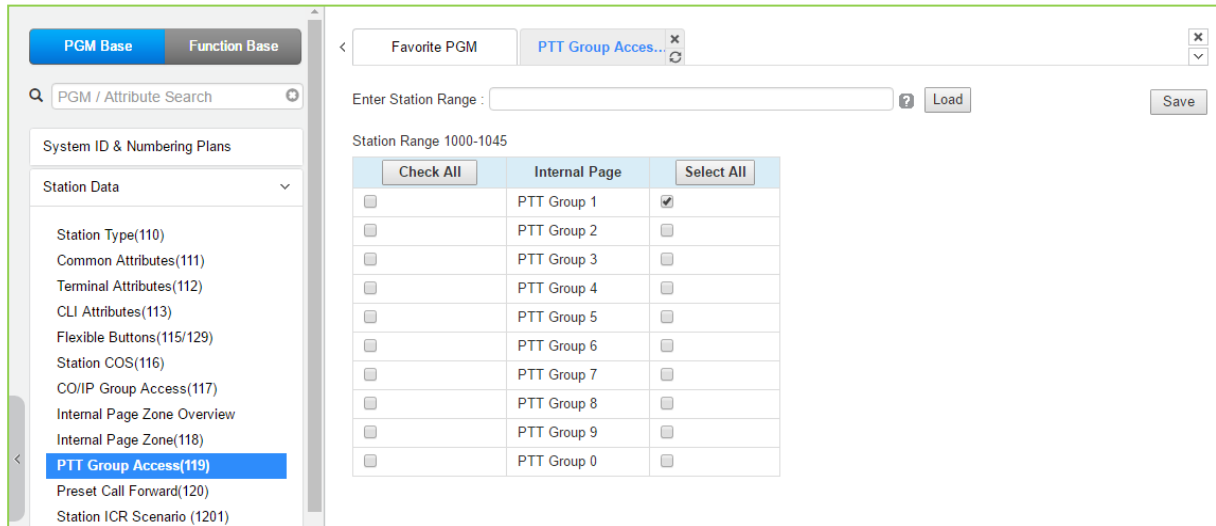 PGM Base Function Base
PGM / Attribute Search
System ID & Numbering Plans
Station Data
Station Type(110)
Common Attributes(111)
Terminal Attributes(112)
CLI Attributes(113)
Flexible Buttons(115/129)
Station COS(116)
CO/IP Group Access(117)
Internal Page Zone Overview
Internal Page Zone(118)
PTT Group Access(119)
Preset Call Forward(120)
Station ICR Scenario (1201)
Favorite PGM PTT Group Acces...
Enter Station Range : ? Load Save
Station Range 1000-1045
Check All Internal Page Select All
PTT Group 1
PTT Group 2
PTT Group 3
PTT Group 4
PTT Group 5
PTT Group 6
PTT Group 7
PTT Group 8
PTT Group 9
PTT Group 0